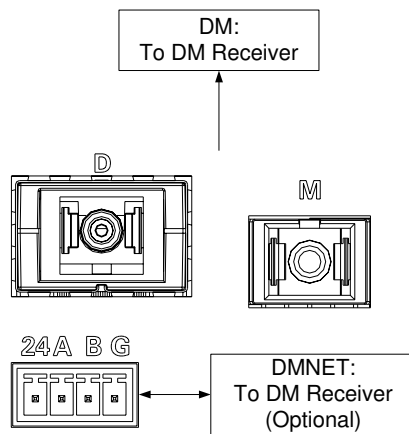 DM:
To DM Receiver
D
M
24 A B G
DMNET:
To DM Receiver
(Optional)